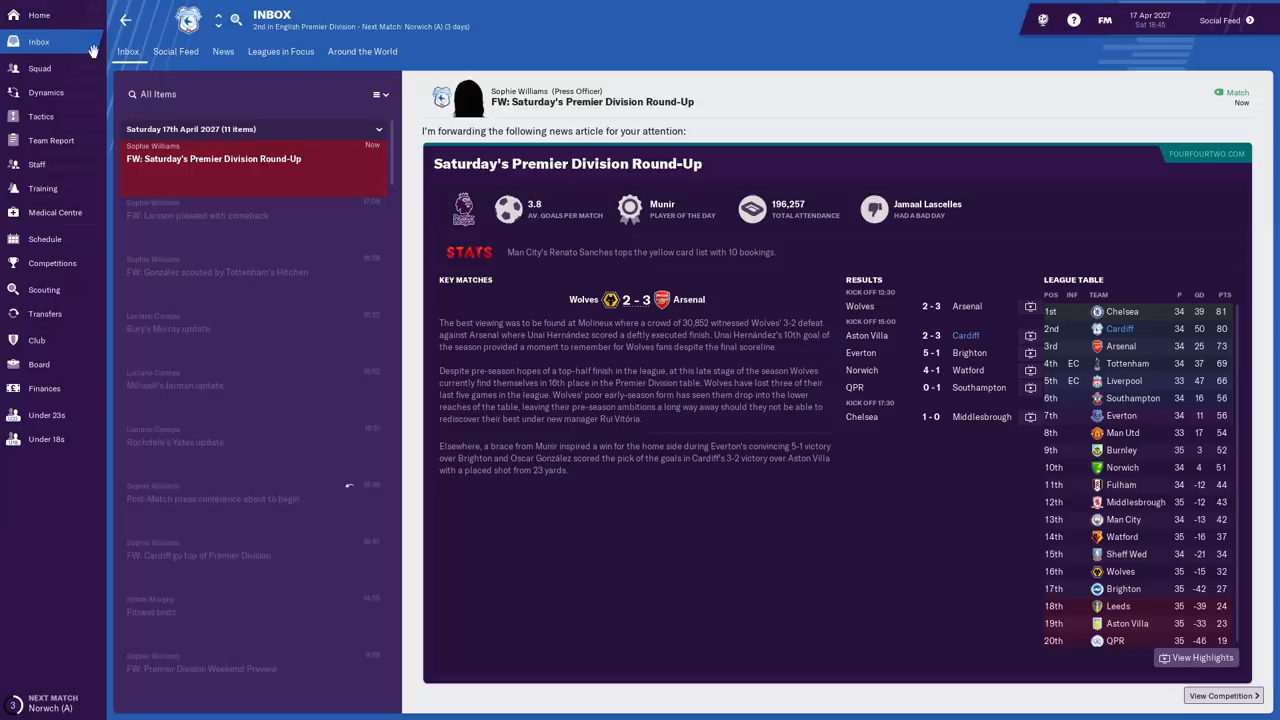 Home
Inbox
Squad
Dynamics
Tactics
Team Report
Staff
Training
Medical Centre
Schedule
Competitions
Scouting
Transfers
Club
Board
Finances
Under 23s
Under 18s
3
NEXT MATCH
Norwch (A)
INBOX
2nd in English Premier Division - Next Match: Norwich (A) (3 days)
FM
17 Apr 2027
Sat 18:45
Social Feed
Inbox
Social Feed
News
Leagues in Focus
Around the World
All Items
Saturday 17th April 2027 (11 items)
Sophie Williams
Now
FW: Saturday's Premier Division Round-Up
Sophie Williams
17:08
FW: Larsson pleased with comeback
Sophie Williams
16:58
FW: González scouted by Tottenham's Hitchen
Luciano Canepa
16:52
Bury's Murray update
Luciano Canepa
16:52
Millwall's Jarman update
Luciano Canepa
16:51
Rochdale's Yates update
Sophie Williams
16:48
Post-Match press conference about to begin
Sophie Williams
16:47
FW: Cardiff go top of Premier Division
Simon Murphy
14:55
Fitness tests
Sophie Williams
9:58
FW: Premier Division Weekend Preview
Sophie Williams (Press Officer)
FW: Saturday's Premier Division Round-Up
Match
Now
I'm forwarding the following news article for your attention:
Saturday's Premier Division Round-Up
FOURFOURTWO.COM
3.8
AV. GOALS PER MATCH
Munir
PLAYER OF THE DAY
196,257
TOTAL ATTENDANCE
Jamaal Lascelles
HAD A BAD DAY
STATS
Man City's Renato Sanches tops the yellow card list with 10 bookings.
KEY MATCHES
Wolves 2 - 3 Arsenal
The best viewing was to be found at Molineux where a crowd of 30,852 witnessed Wolves' 3-2 defeat
against Arsenal where Unai Hernández scored a deftly executed finish. Unai Hernández's 10th goal of
the season provided a moment to remember for Wolves fans despite the final scoreline.
Despite pre-season hopes of a top-half finish in the league, at this late stage of the season Wolves
currently find themselves in 16th place in the Premier Division table. Wolves have lost three of their
last five games in the league. Wolves' poor early-season form has seen them drop into the lower
reaches of the table, leaving their pre-season ambitions a long way away should they not be able to
rediscover their best under new manager Rui Vitória.
Elsewhere, a brace from Munir inspired a win for the home side during Everton's convincing 5-1 victory
over Brighton and Oscar González scored the pick of the goals in Cardiff's 3-2 victory over Aston Villa
with a placed shot from 23 yards.
RESULTS
KICK OFF 12:30
Wolves 2 - 3 Arsenal
KICK OFF 15:00
Aston Villa 2 - 3 Cardiff
Everton 5 - 1 Brighton
Norwich 4 - 1 Watford
QPR 0 - 1 Southampton
KICK OFF 17:30
Chelsea 1 - 0 Middlesbrough
LEAGUE TABLE
POS INF TEAM P GD PTS
1st Chelsea 34 39 81
2nd Cardiff 34 50 80
3rd Arsenal 34 25 73
4th EC Tottenham 34 34 69
5th EC Liverpool 33 47 66
6th Southampton 34 16 56
7th Everton 34 11 56
8th Man Utd 33 17 54
9th Burnley 35 3 52
10th Norwich 34 4 51
11th Fulham 34 -12 44
12th Middlesbrough 35 -12 43
13th Man City 34 -13 42
14th Watford 35 -16 37
15th Sheff Wed 34 -21 34
16th Wolves 35 -15 32
17th Brighton 35 -42 27
18th Leeds 35 -39 24
19th Aston Villa 35 -33 23
20th QPR 35 -46 19
View Highlights
View Competition